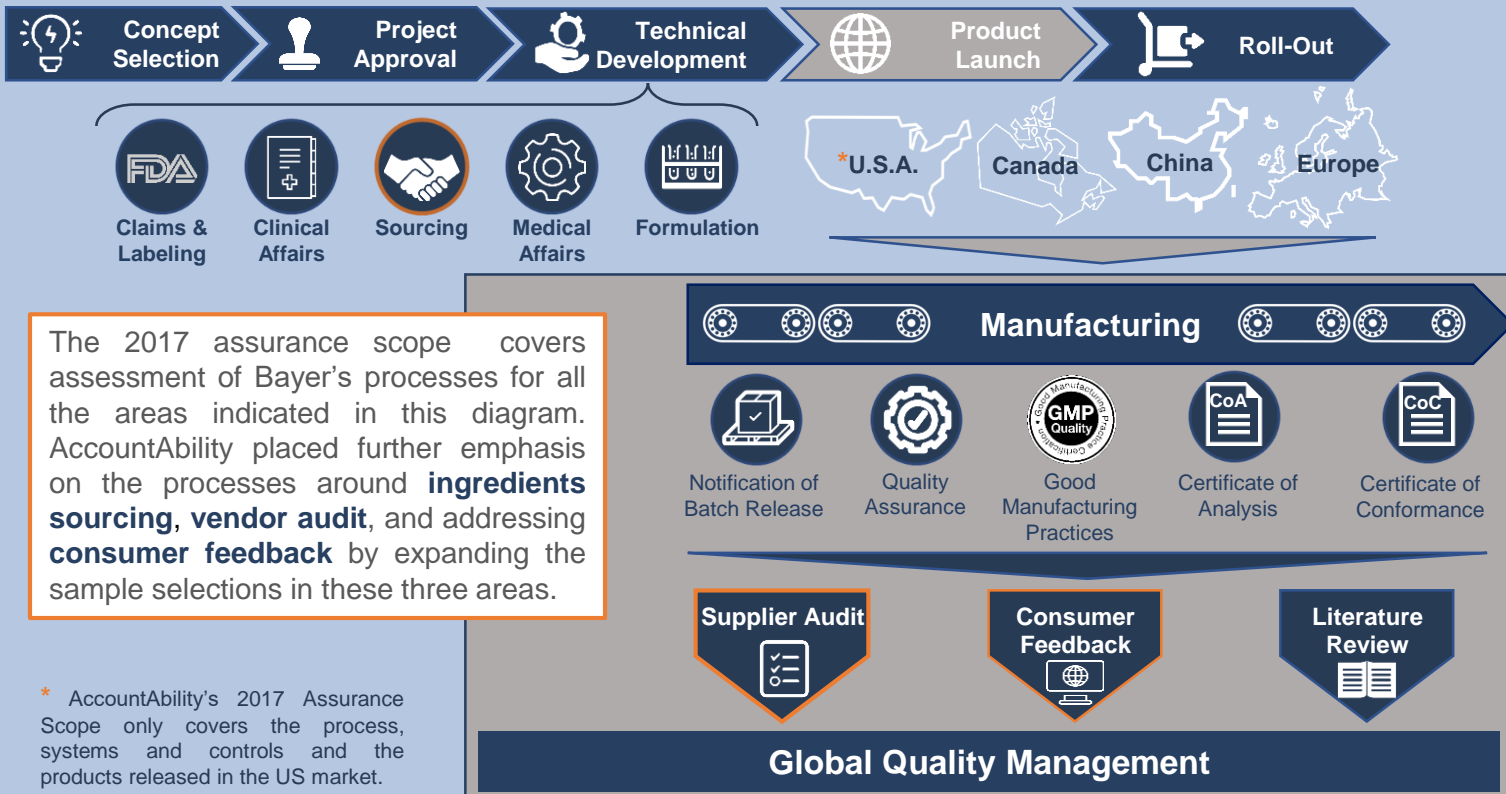 Concept
Selection
Project
Approval
Technical
Development
Product
Launch
Roll-Out
FDA
Claims &
Labeling
Clinical
Affairs
Sourcing
Medical
Affairs
Formulation
*U.S.A.
Canada
China
Europe
The 2017 assurance scope covers
assessment of Bayer's processes for all
the areas indicated in this diagram.
AccountAbility placed further emphasis
on the processes around ingredients
sourcing, vendor audit, and addressing
consumer feedback by expanding the
sample selections in these three areas.
Manufacturing
Good Manufacturing Practice
GMP
Quality
Certification
CoA
CoC
Notification of
Batch Release
Quality
Assurance
Good
Manufacturing
Practices
Certificate of
Analysis
Certificate of
Conformance
Supplier Audit
Consumer
Feedback
Literature
Review
* AccountAbility's 2017 Assurance
Scope only covers the process,
systems and controls and the
products released in the US market.
Global Quality Management